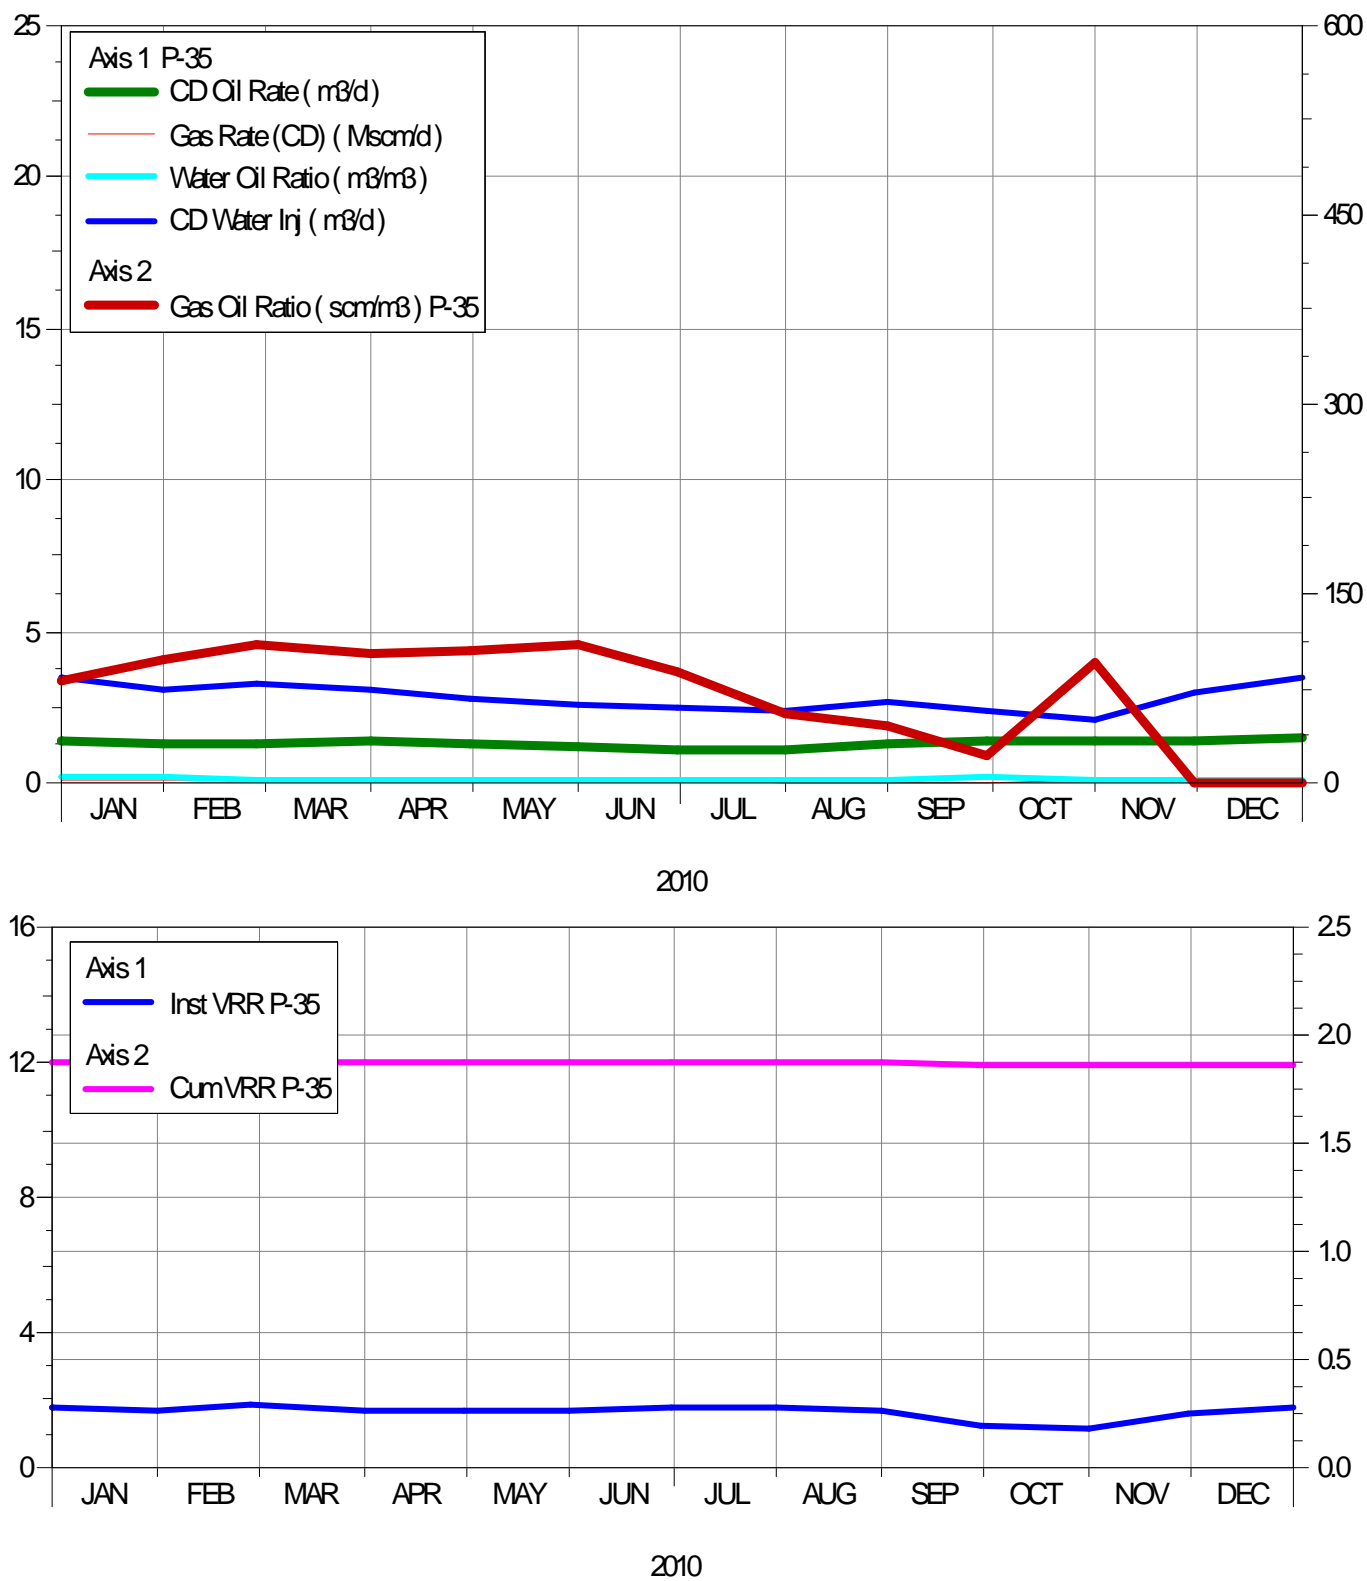 25
600
Axis 1 P-35
CD Oil Rate ( m3/d )
Gas Rate (CD) ( Mscm/d )
Water Oil Ratio ( m3/m3 )
CD Water Inj ( m3/d )
Axis 2
Gas Oil Ratio ( scm/m3 ) P-35
20
450
15
300
10
150
5
0
0
JAN FEB MAR APR MAY JUN JUL AUG SEP OCT NOV DEC
2010
16
2.5
Axis 1
Inst VRR P-35
Axis 2
Cum VRR P-35
2.0
12
1.5
8
1.0
4
0.5
0
0.0
JAN FEB MAR APR MAY JUN JUL AUG SEP OCT NOV DEC
2010